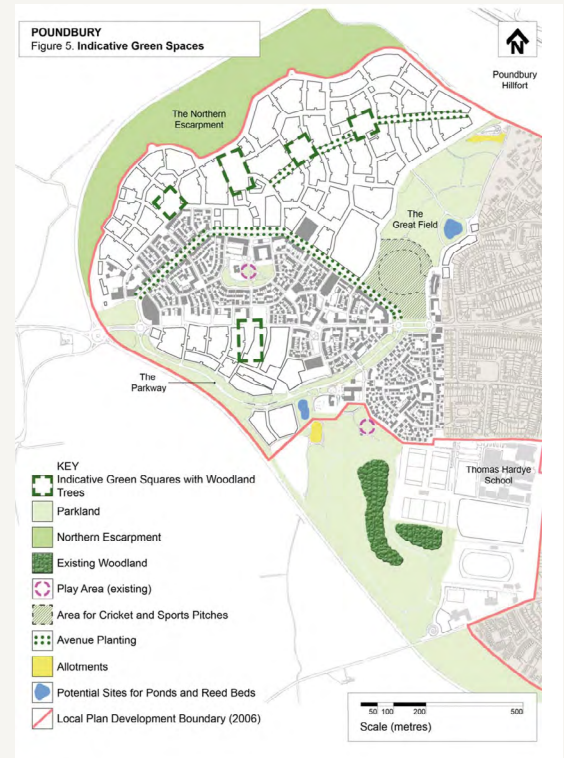 POUNDBURY
Figure 5. Indicative Green Spaces
N
Poundbury
Hillfort
The Northern
Escarpment
The
Great Field
The
Parkway
Thomas Hardye
School
KEY
Indicative Green Squares with Woodland
Trees
Parkland
Northern Escarpment
Existing Woodland
Play Area (existing)
Area for Cricket and Sports Pitches
Avenue Planting
Allotments
Potential Sites for Ponds and Reed Beds
Local Plan Development Boundary (2006)
50 100 200 500
Scale (metres)